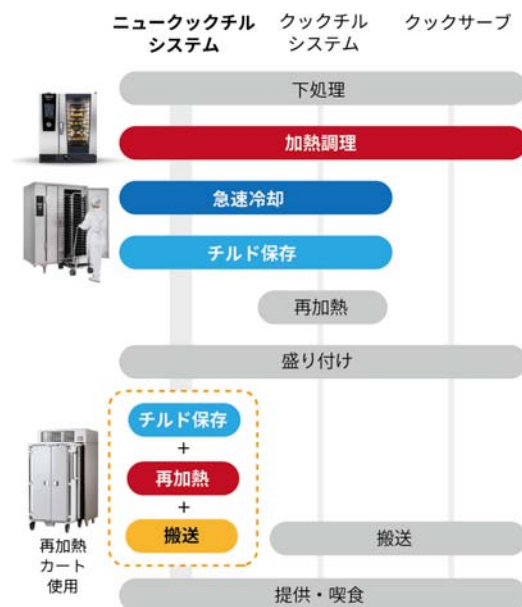 ニュークックチル
システム
クックチル
システム
クックサーブ
下処理
加熱調理
急速冷却
チルド保存
再加熱
盛り付け
チルド保存
+
再加熱
+
搬送
搬送
再加熱
カート
使用
提供・喫食